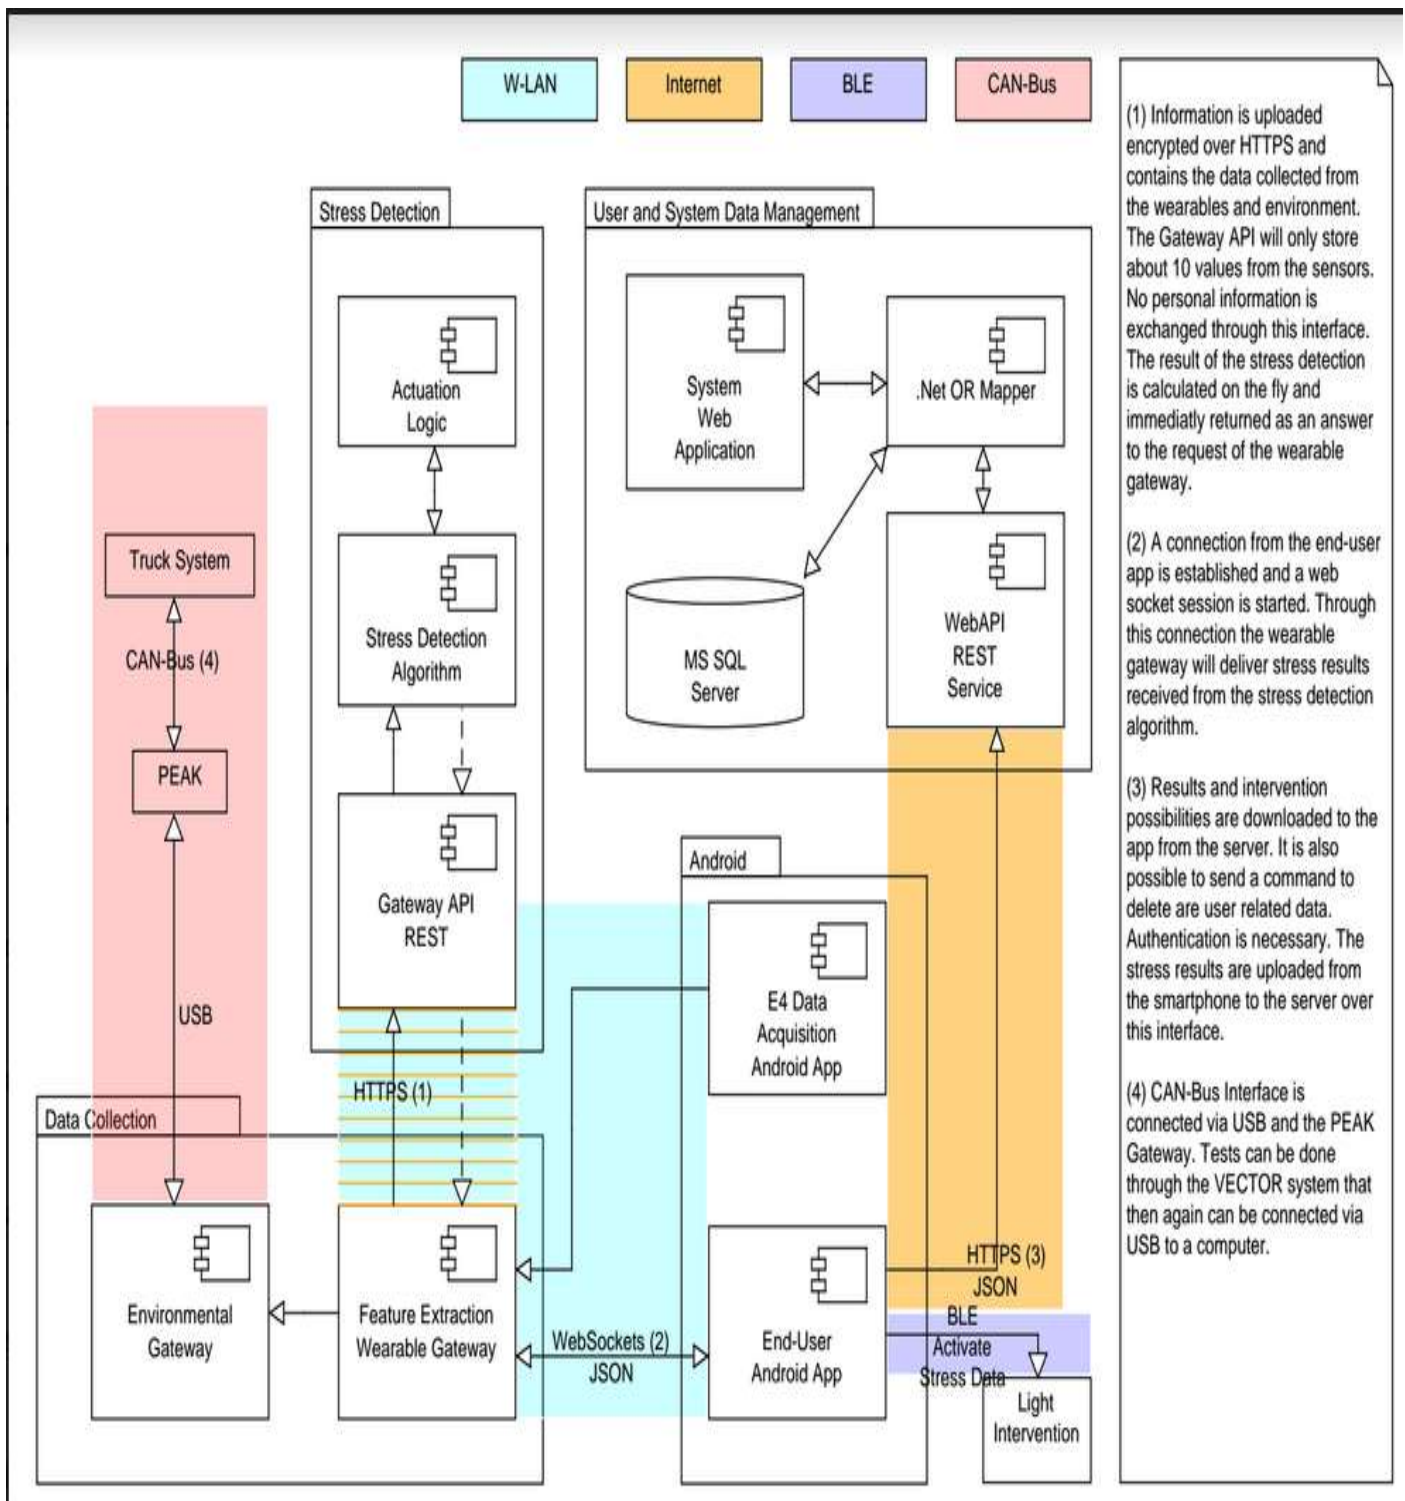 W-LAN
Internet
BLE
CAN-Bus
Stress Detection
Actuation
Logic
Stress Detection
Algorithm
Gateway API
REST
User and System Data Management
System
Web
Application
.Net OR Mapper
MS SQL
Server
WebAPI
REST
Service
Truck System
CAN-Bus (4)
PEAK
USB
HTTPS (1)
Data Collection
Environmental
Gateway
Feature Extraction
Wearable Gateway
WebSockets (2)
JSON
Android
E4 Data
Acquisition
Android App
End-User
Android App
HTTPS (3)
JSON
BLE
Activate
Stress Data
Light
Intervention
(1) Information is uploaded
encrypted over HTTPS and
contains the data collected from
the wearables and environment.
The Gateway API will only store
about 10 values from the sensors.
No personal information is
exchanged through this interface.
The result of the stress detection
is calculated on the fly and
immediatly returned as an answer
to the request of the wearable
gateway.
(2) A connection from the end-user
app is established and a web
socket session is started. Through
this connection the wearable
gateway will deliver stress results
received from the stress detection
algorithm.
(3) Results and intervention
possibilities are downloaded to the
app from the server. It is also
possible to send a command to
delete are user related data.
Authentication is necessary. The
stress results are uploaded from
the smartphone to the server over
this interface.
(4) CAN-Bus Interface is
connected via USB and the PEAK
Gateway. Tests can be done
through the VECTOR system that
then again can be connected via
USB to a computer.